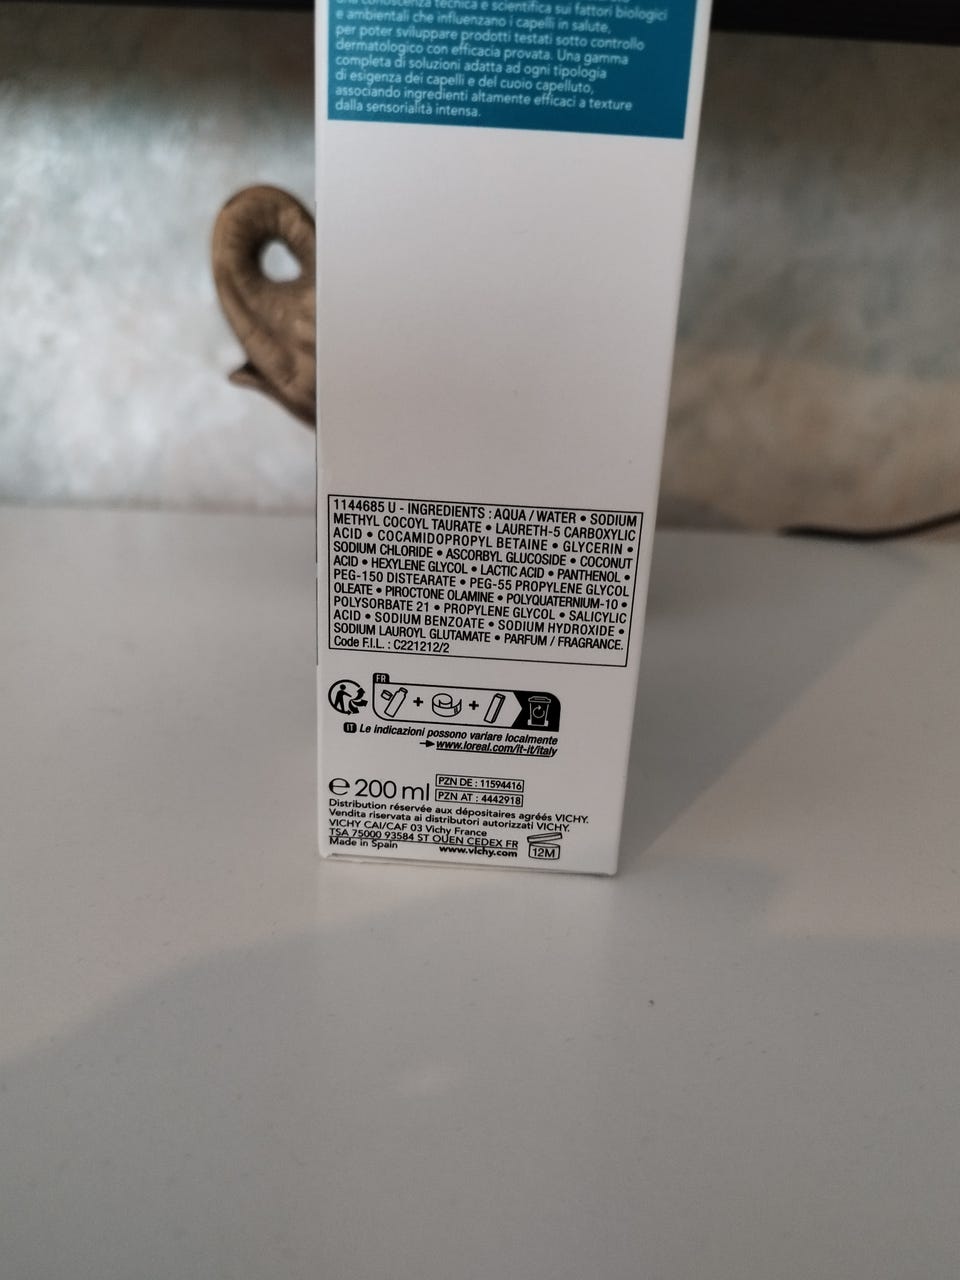 una conoscenza tecnica e scientifica sui fattori biologici
e ambientali che influenzano i capelli in salute,
per poter sviluppare prodotti testati sotto controllo
dermatologico con efficacia provata. Una gamma
completa di soluzioni adatta ad ogni tipologia
di esigenza dei capelli e del cuoio capelluto,
associando ingredienti altamente efficaci a texture
dalla sensorialità intensa.
1144685 U - INGREDIENTS : AQUA / WATER • SODIUM
METHYL COCOYL TAURATE • LAURETH-5 CARBOXYLIC
ACID • COCAMIDOPROPYL BETAINE • GLYCERIN •
SODIUM CHLORIDE • ASCORBYL GLUCOSIDE • COCONUT
ACID • HEXYLENE GLYCOL • LACTIC ACID • PANTHENOL •
PEG-150 DISTEARATE • PEG-55 PROPYLENE GLYCOL
OLEATE • PIROCTONE OLAMINE • POLYQUATERNIUM-10 •
POLYSORBATE 21 • PROPYLENE GLYCOL • SALICYLIC
ACID • SODIUM BENZOATE • SODIUM HYDROXIDE •
SODIUM LAUROYL GLUTAMATE • PARFUM / FRAGRANCE.
Code F.I.L. : C221212/2
FR
+ +
IT Le indicazioni possono variare localmente
www.loreal.com/it-it/italy
e 200 ml
PZN DE : 11594416
PZN AT : 4442918
Distribution réservée aux dépositaires agréés VICHY.
Vendita riservata ai distributori autorizzati VICHY.
VICHY CAI/CAF 03 Vichy France
TSA 75000 93584 ST OUEN CEDEX FR
Made in Spain www.vichy.com
12M